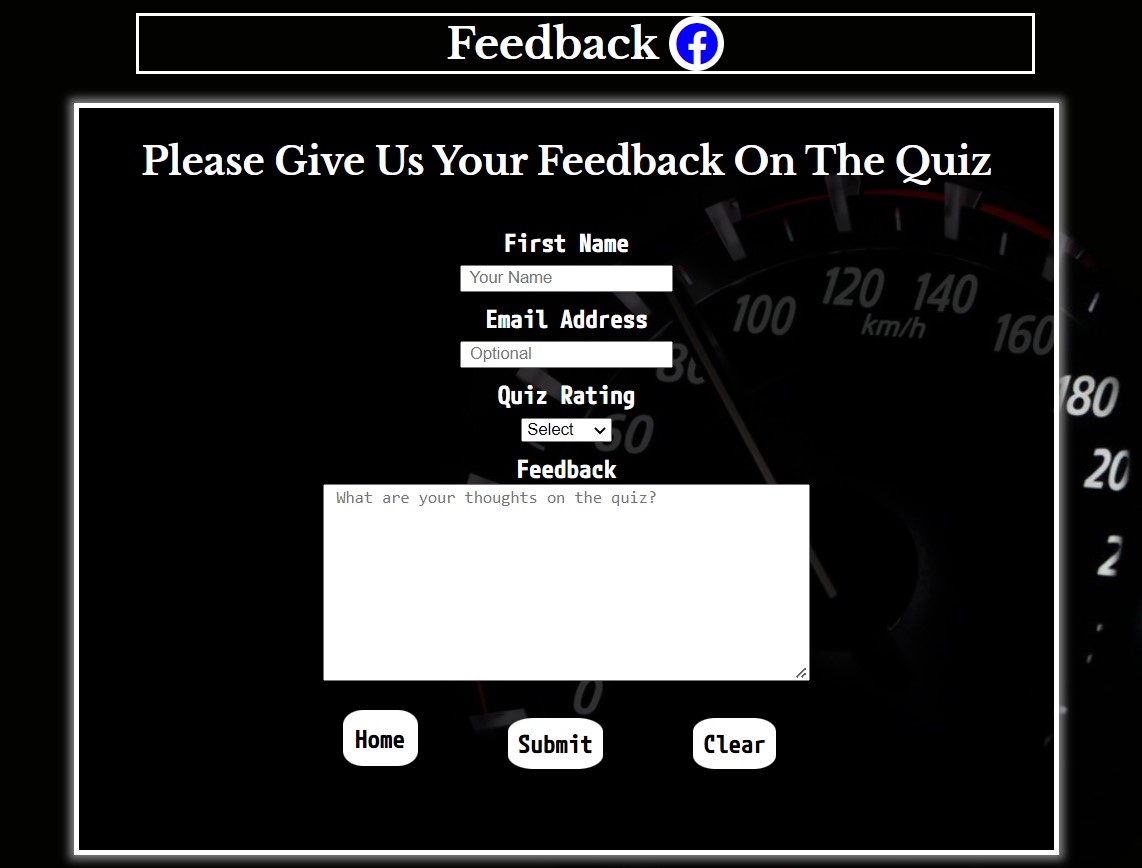 Feedback
Please Give Us Your Feedback On The Quiz
First Name
Your Name
Email Address
Optional
Quiz Rating
Select
Feedback
What are your thoughts on the quiz?
100
120
140
km/h
160
180
80
60
20
2
0
Home
Submit
Clear